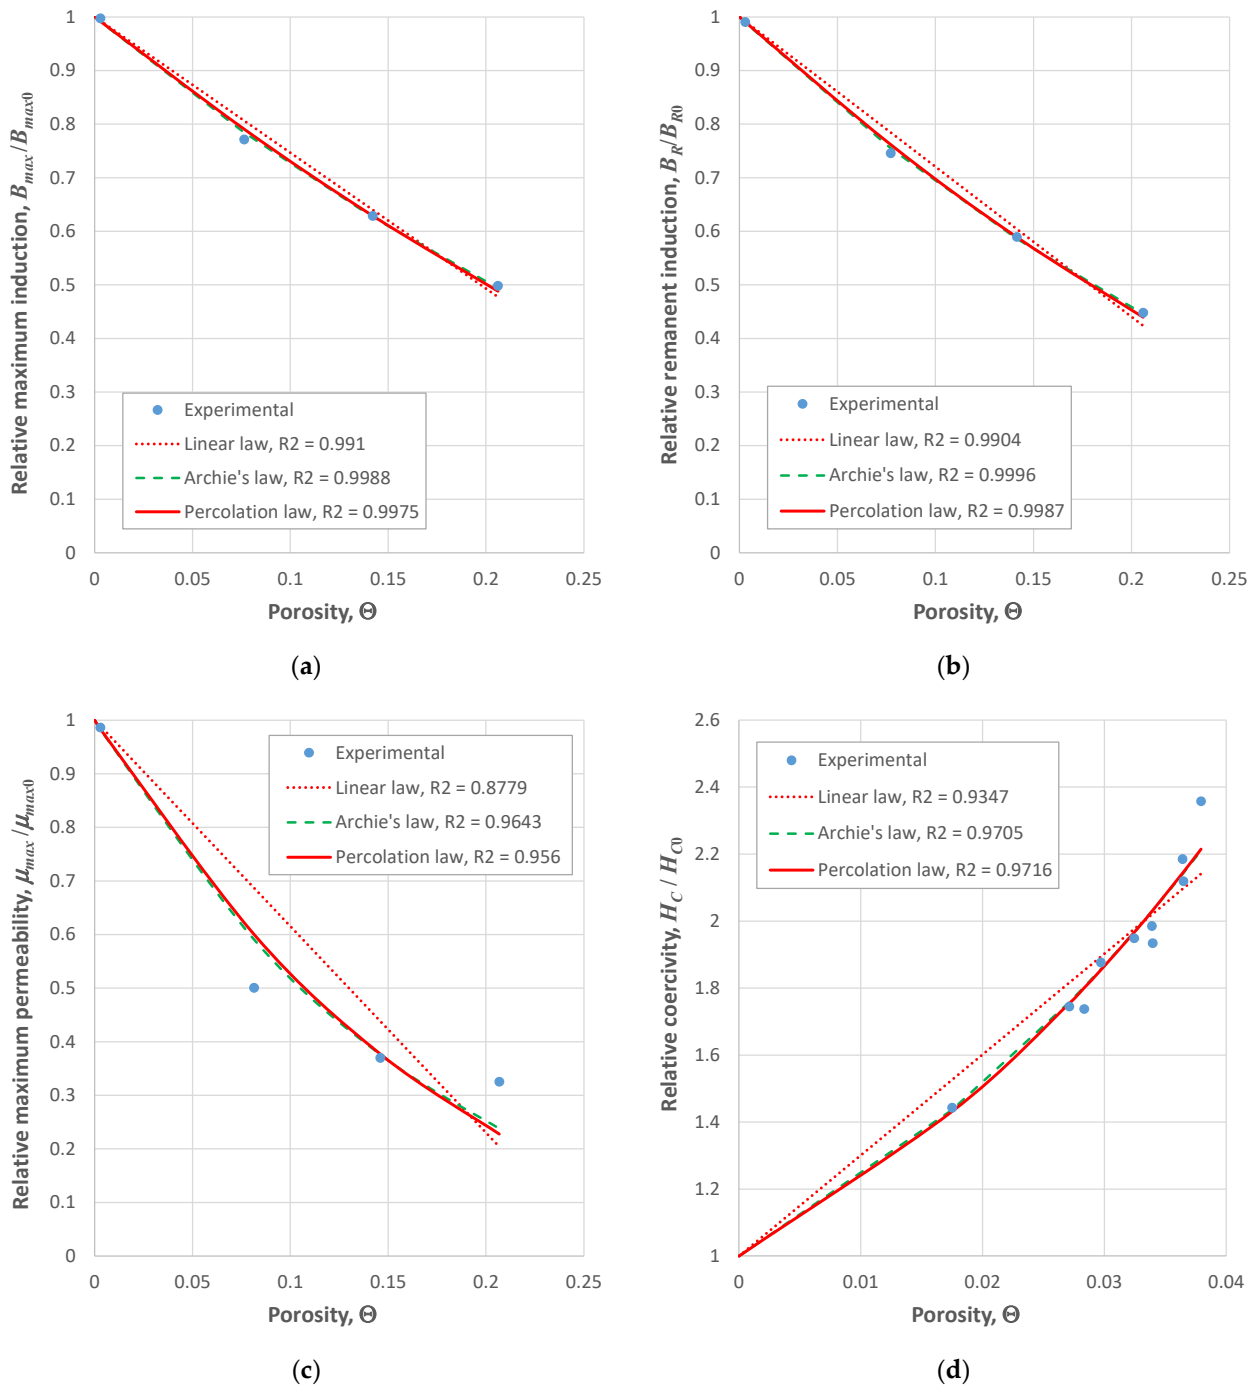 Relative maximum induction, Bmax/Bmax0
1
0.9
0.8
0.7
0.6
0.5
0.4
0.3
0.2
0.1
0
Experimental
Linear law, R2 = 0.991
Archie's law, R2 = 0.9988
Percolation law, R2 = 0.9975
0 0.05 0.1 0.15 0.2 0.25
Porosity, Θ
(a)
Relative remanent induction, BR/BR0
1
0.9
0.8
0.7
0.6
0.5
0.4
0.3
0.2
0.1
0
Experimental
Linear law, R2 = 0.9904
Archie's law, R2 = 0.9996
Percolation law, R2 = 0.9987
0 0.05 0.1 0.15 0.2 0.25
Porosity, Θ
(b)
Relative maximum permeability, μmax/μmax0
1
0.9
0.8
0.7
0.6
0.5
0.4
0.3
0.2
0.1
0
Experimental
Linear law, R2 = 0.8779
Archie's law, R2 = 0.9643
Percolation law, R2 = 0.956
0 0.05 0.1 0.15 0.2 0.25
Porosity, Θ
(c)
Relative coercivity, HC / HC0
2.6
2.4
2.2
2
1.8
1.6
1.4
1.2
1
Experimental
Linear law, R2 = 0.9347
Archie's law, R2 = 0.9705
Percolation law, R2 = 0.9716
0 0.01 0.02 0.03 0.04
Porosity, Θ
(d)